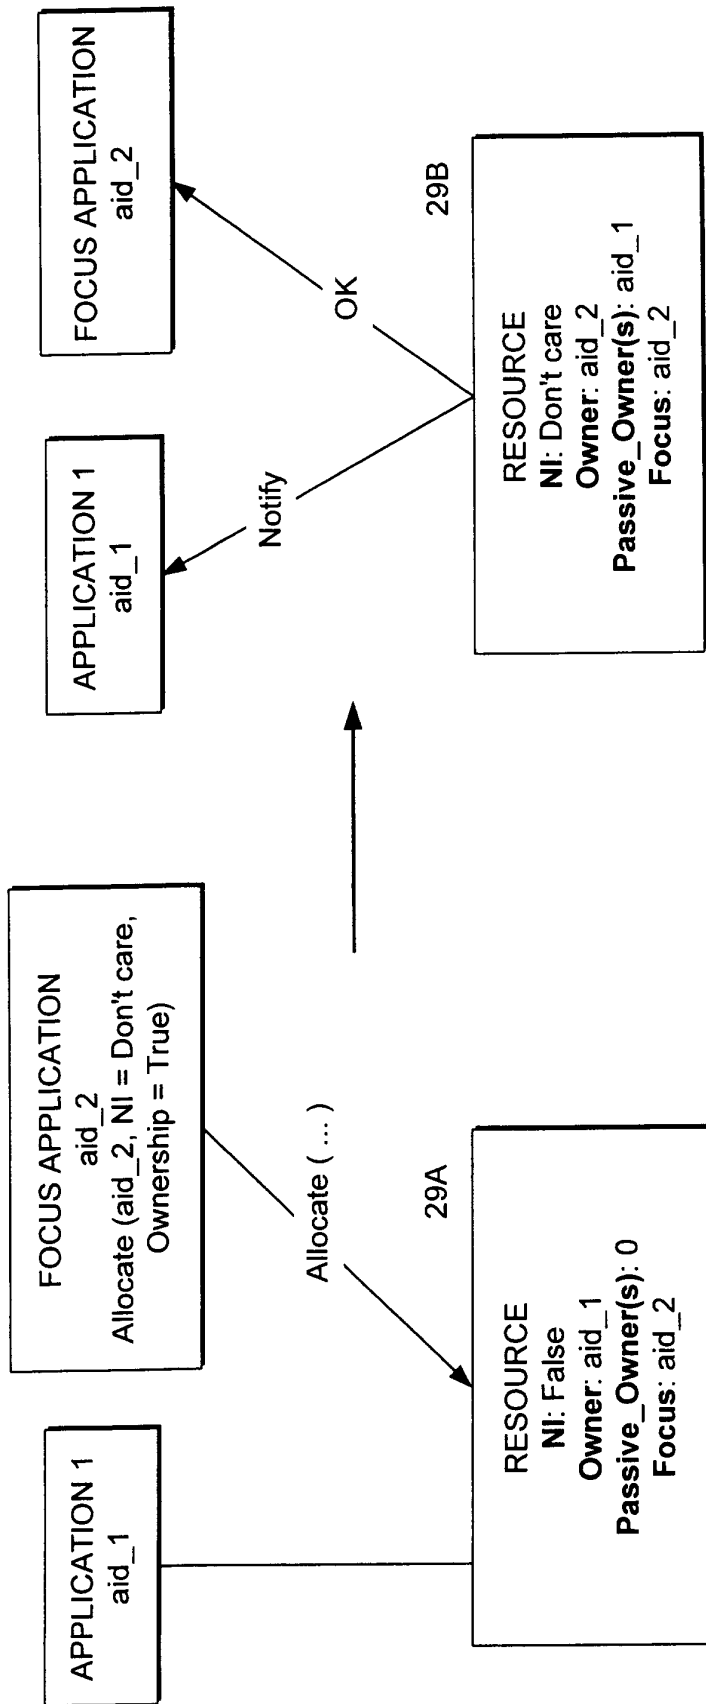 APPLICATION 1
aid_1
FOCUS APPLICATION
aid_2
Allocate (aid_2, NI = Don't care,
Ownership = True)
Allocate ( ... )
29A
RESOURCE
NI: False
Owner: aid_1
Passive_Owner(s): 0
Focus: aid_2
APPLICATION 1
aid_1
FOCUS APPLICATION
aid_2
Notify
OK
29B
RESOURCE
NI: Don't care
Owner: aid_2
Passive_Owner(s): aid_1
Focus: aid_2